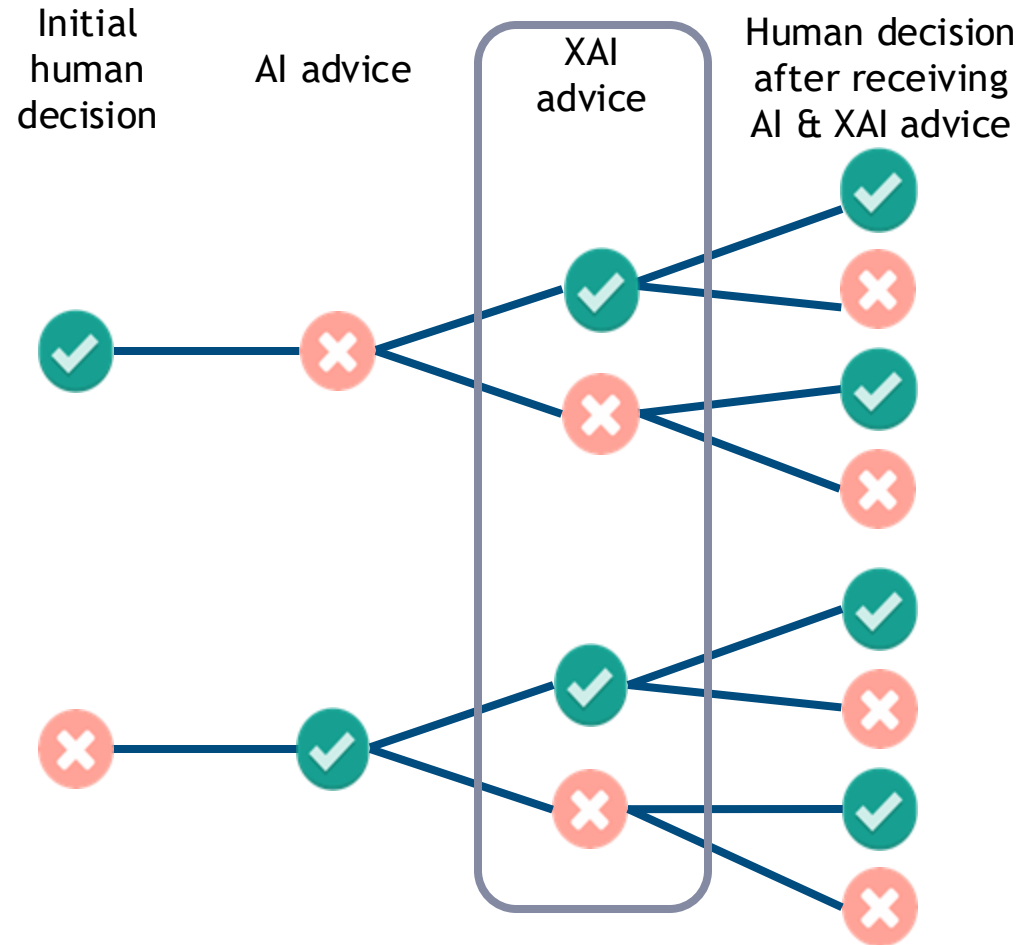 Initial
human
decision
AI advice
XAI
advice
Human decision
after receiving
AI & XAI advice